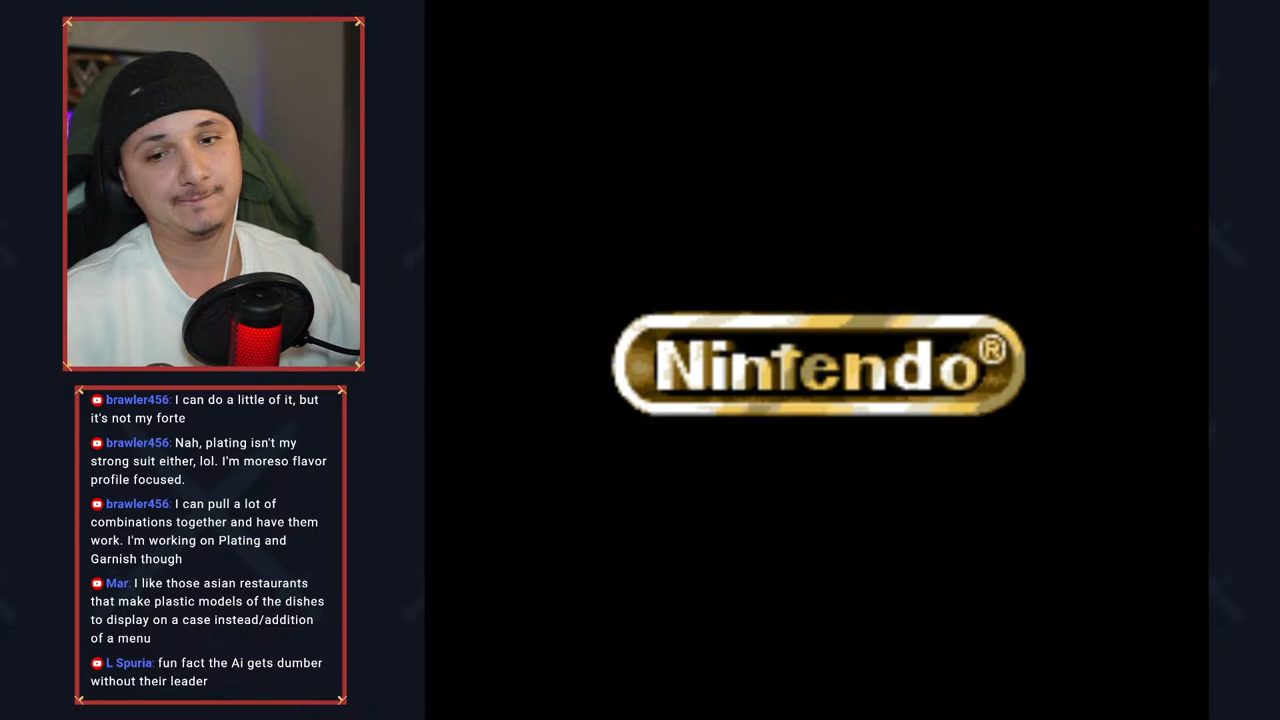 brawler456: I can do a little of it, but
it's not my forte
brawler456: Nah, plating isn't my
strong suit either, lol. I'm moreso flavor
profile focused.
brawler456: I can pull a lot of
combinations together and have them
work. I'm working on Plating and
Garnish though
Mar: I like those asian restaurants
that make plastic models of the dishes
to display on a case instead/addition
of a menu
L Spuria: fun fact the Ai gets dumber
without their leader
Nintendo®